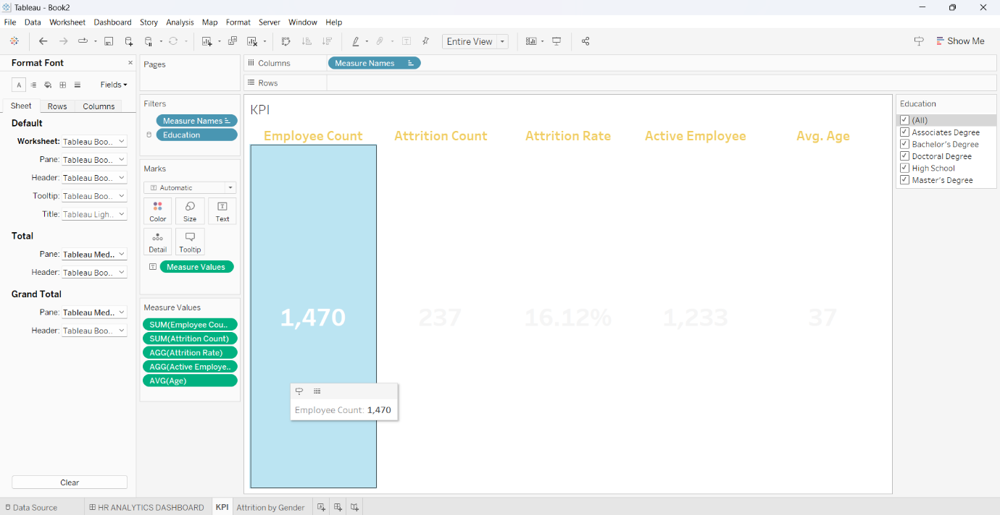 Tableau - Book2
File Data Worksheet Dashboard Story Analysis Map Format Server Window Help
Entire View
Show Me
Format Font
Fields
Sheet Rows Columns
Default
Worksheet: Tableau Boo..
Pane: Tableau Boo..
Header: Tableau Boo..
Tooltip: Tableau Boo..
Title: Tableau Ligh..
Total
Pane: Tableau Med..
Header: Tableau Boo..
Grand Total
Pane: Tableau Med..
Header: Tableau Boo..
Clear
Pages
Filters
Measure Names
Education
Marks
Automatic
Color Size Text
Detail Tooltip
Measure Values
Measure Values
SUM(Employee Cou..
SUM(Attrition Count)
AGG(Attrition Rate)
AGG(Active Employe..
AVG(Age)
Columns Measure Names
Rows
KPI
Employee Count Attrition Count Attrition Rate Active Employee Avg. Age
1,470 237 16.12% 1,233 37
Employee Count: 1,470
Education
(All)
Associates Degree
Bachelor's Degree
Doctoral Degree
High School
Master's Degree
Data Source HR ANALYTICS DASHBOARD KPI Attrition by Gender